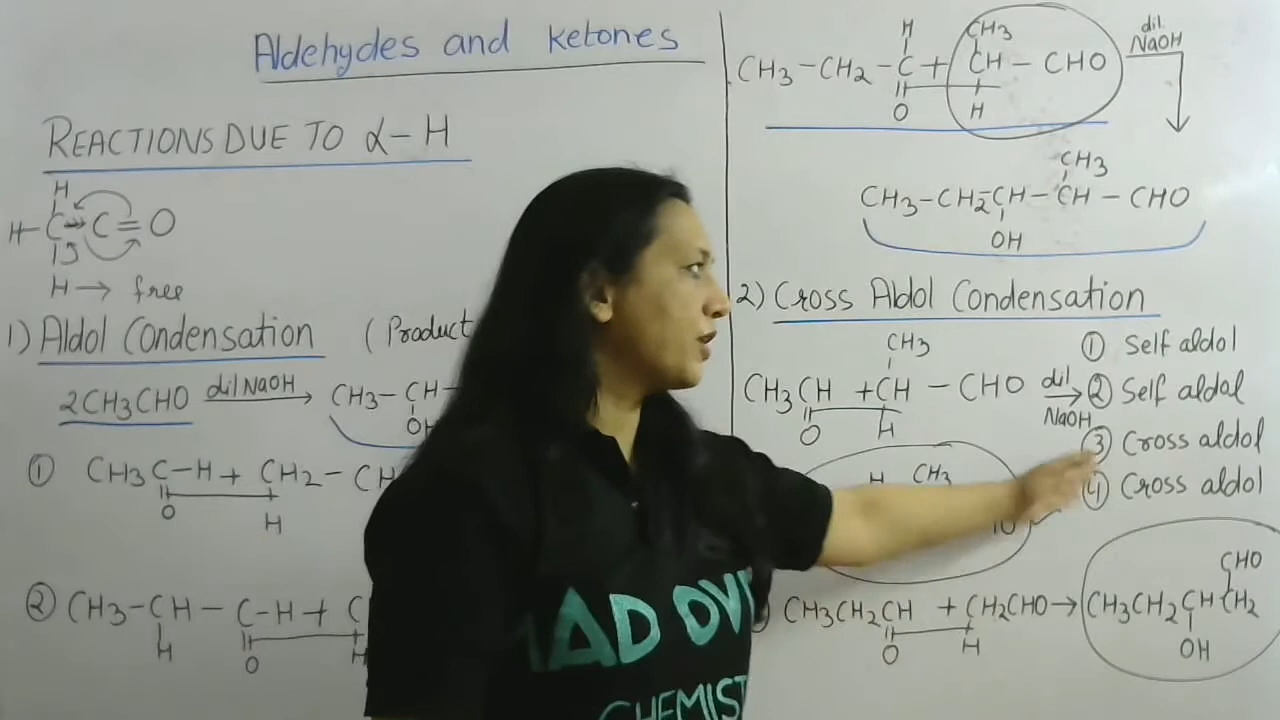 Aldehydes and ketones
REACTIONS DUE TO α-H
H
H-C-C=O
H → free
1) Aldol Condensation (Product
2CH3CHO dil NaOH → CH3-CH-
OH
① CH3C-H + CH2-CH
O H
② CH3-CH-C-H + C
H O H
H CH3 dil.
CH3-CH2-C + CH-CHO NaOH
O H
CH3
CH3-CH2-CH-CH-CHO
OH
2) Cross Aldol Condensation
CH3
CH3CH + CH-CHO dil → NaOH
O H
① Self aldol
② Self aldol
③ Cross aldol
④ Cross aldol
H CH3
CHO
CH3CH2CH + CH2CHO → CH3CH2CH CH2
O H OH
MAD OVE
CHEMIST